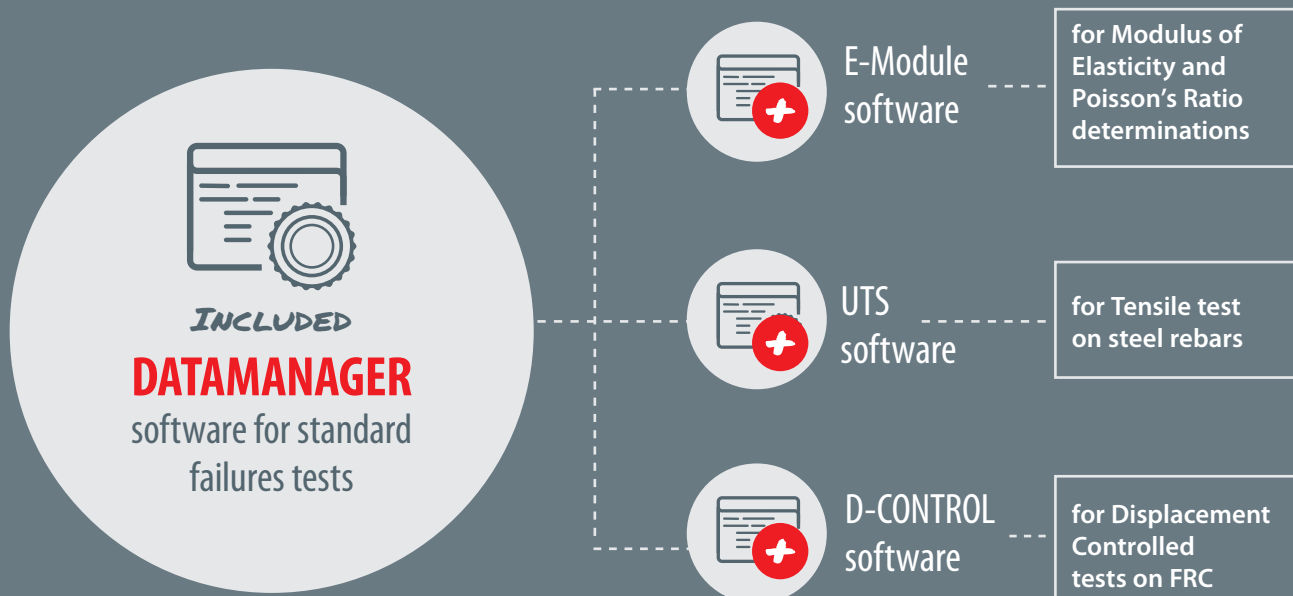 INCLUDED
DATAMANAGER
software for standard
failures tests
E-Module
software
for Modulus of
Elasticity and
Poisson's Ratio
determinations
UTS
software
for Tensile test
on steel rebars
D-CONTROL
software
for Displacement
Controlled
tests on FRC